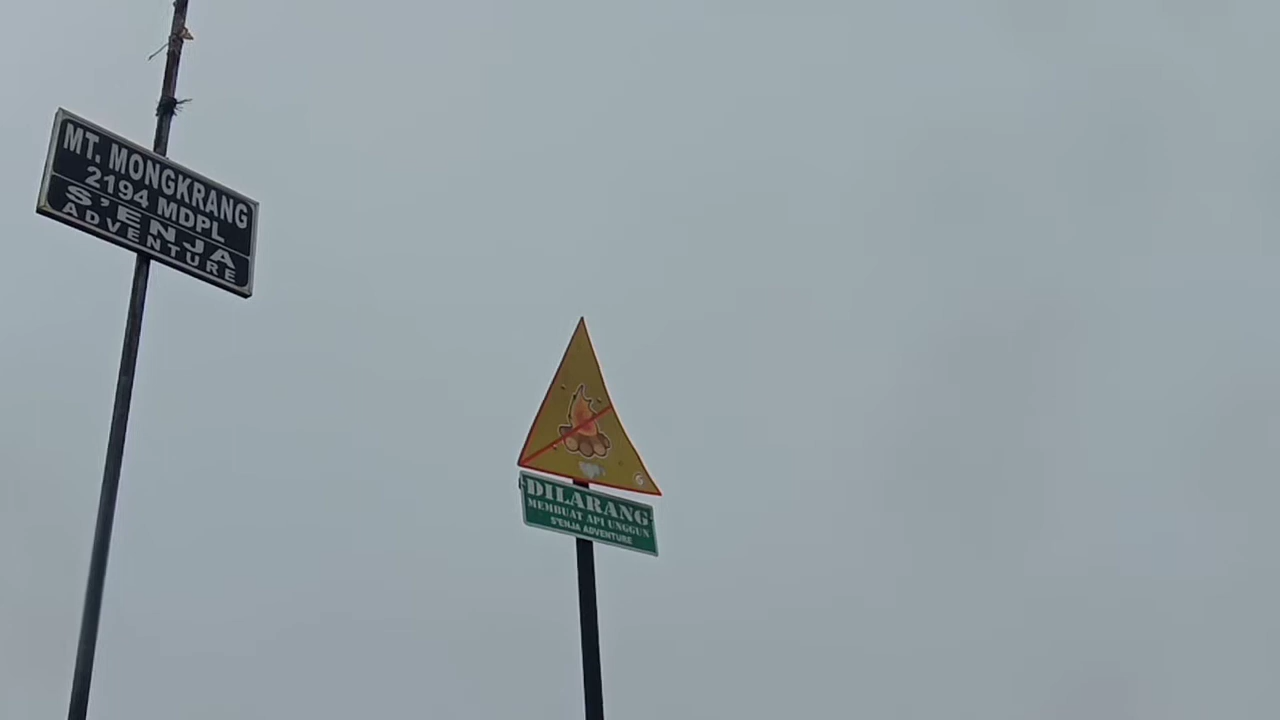 MT. MONGKRANG
2194 MDPL
S'ENJA
ADVENTURE
DILARANG
MEMBUAT API UNGGUN
S'ENJA ADVENTURE